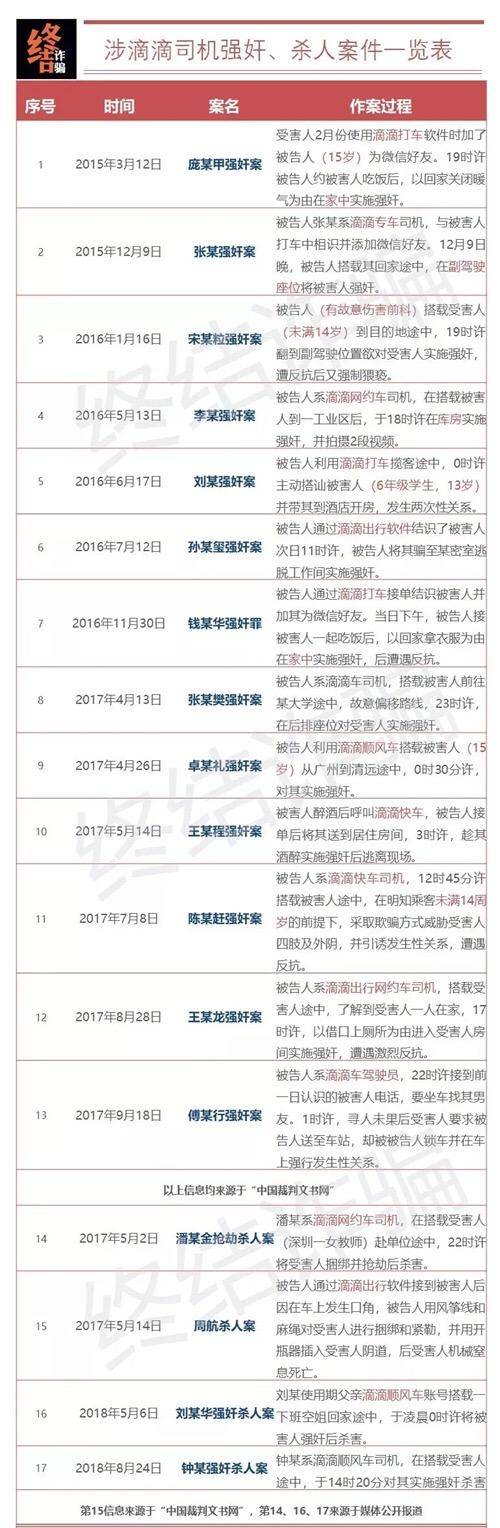 终结诈骗
涉滴滴司机强奸、杀人案件一览表
序号 时间 案名 作案过程
1 2015年3月12日 庞某甲强奸案
受害人2月份使用滴滴打车软件时加了
被告人（15岁）为微信好友。19时许
被告人约被害人吃饭后，以回家关闭暖
气为由在家中实施强奸。
2 2015年12月9日 张某强奸案
被告人张某系滴滴专车司机，与被害人
打车中相识并添加微信好友。12月9日
晚，被告人搭载其回家途中，在副驾驶
座位将被害人强奸。
3 2016年1月16日 宋某粒强奸案
被告人（有故意伤害前科）搭载受害人
（未满14岁）到目的地途中，19时许
翻到副驾驶位置欲对受害人实施强奸，
遭反抗后又强制猥亵。
4 2016年5月13日 李某强奸案
被告人系滴滴网约车司机，在搭载被害
人到一工业区后，于18时许在库房实施
强奸，并拍摄2段视频。
5 2016年6月17日 刘某强奸案
被告人利用滴滴打车揽客途中，0时许
主动搭讪被害人（6年级学生，13岁）
并带其到酒店开房，发生两次性关系。
6 2016年7月12日 孙某玺强奸案
被告人通过滴滴出行软件结识了被害人
次日11时许，被告人将其骗至某密室逃
脱工作间实施强奸。
7 2016年11月30日 钱某华强奸罪
被告人通过滴滴打车接单结识被害人并
加其为微信好友。当日下午，被告人接
被害人一起吃饭后，以回家拿衣服为由
在家中实施强奸，后遭遇反抗。
8 2017年4月13日 张某樊强奸案
被告人系滴滴车司机，搭载被害人前往
某大学途中，故意偏移路线，23时许，
在后排座位对受害人实施强奸。
9 2017年4月26日 卓某礼强奸案
被告人利用滴滴顺风车搭载被害人（15
岁）从广州到清远途中，0时30分许，
对其实施强奸。
10 2017年5月14日 王某程强奸案
被害人醉酒后呼叫滴滴快车，被告人接
单后将其送到居住房间，3时许，趁其
酒醉实施强奸后逃离现场。
11 2017年7月8日 陈某赶强奸案
被告人系滴滴快车司机，12时45分许
搭载被害人途中，在明知乘客未满14周
岁的前提下，采取欺骗方式威胁受害人
四肢及外阴，并引诱发生性关系，遭遇
反抗。
12 2017年8月28日 王某龙强奸案
被告人系滴滴出行网约车司机，搭载受
害人途中，了解到受害人一人在家，17
时许，以借口上厕所为由进入受害人房
间实施强奸，遭遇激烈反抗。
13 2017年9月18日 傅某行强奸案
被告人系滴滴车驾驶员，22时许接到前
一日认识的被害人电话，要坐车找其男
友。1时许，寻人未果后受害人要求被
告人送至车站，却被被告人锁车并在车
上强行发生性关系。
以上信息均来源于“中国裁判文书网”
14 2017年5月2日 潘某金抢劫杀人案
潘某系滴滴网约车司机，在搭载受害人
（深圳一女教师）赴单位途中，22时许
将受害人捆绑并抢劫后杀害。
15 2017年5月14日 周航杀人案
被告人通过滴滴出行软件接到被害人后
因在车上发生口角，被告人用风筝线和
麻绳对受害人进行捆绑和紧勒，并用开
瓶器插入受害人阴道，后受害人机械窒
息死亡。
16 2018年5月6日 刘某华强奸杀人案
刘某使用期父亲滴滴顺风车账号搭载一
下班空姐回家途中，于凌晨0时许将被
害人强奸后杀害。
17 2018年8月24日 钟某强奸杀人案
钟某系滴滴顺风车司机，在搭载受害人
途中，于14时20分对其实施强奸杀害
第15信息来源于“中国裁判文书网”，第14、16、17来源于媒体公开报道
终结诈骗
终结诈骗
终结诈骗